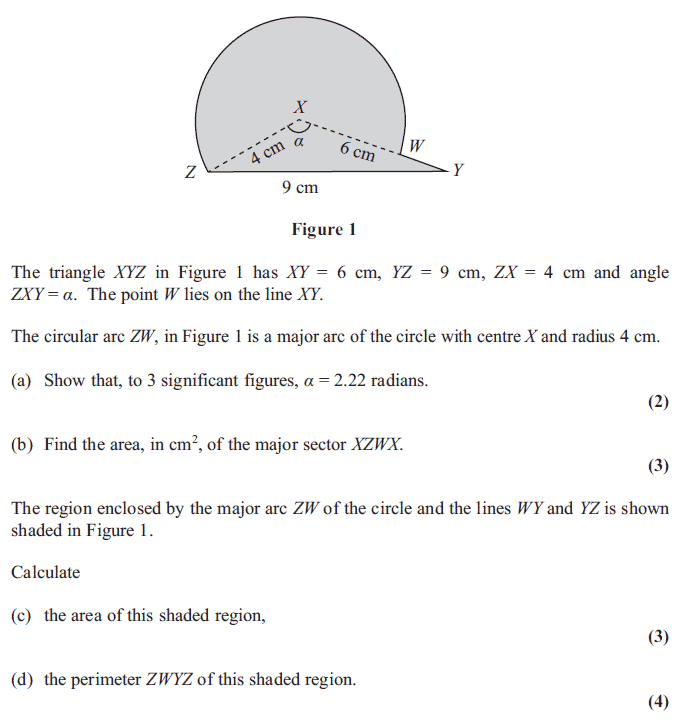 X
α
W
4 cm
6 cm
Z
Y
9 cm
Figure 1
The triangle XYZ in Figure 1 has XY = 6 cm, YZ = 9 cm, ZX = 4 cm and angle
ZXY = α. The point W lies on the line XY.
The circular arc ZW, in Figure 1 is a major arc of the circle with centre X and radius 4 cm.
(a) Show that, to 3 significant figures, α = 2.22 radians.
(2)
(b) Find the area, in cm², of the major sector XZWX.
(3)
The region enclosed by the major arc ZW of the circle and the lines WY and YZ is shown
shaded in Figure 1.
Calculate
(c) the area of this shaded region,
(3)
(d) the perimeter ZWYZ of this shaded region.
(4)